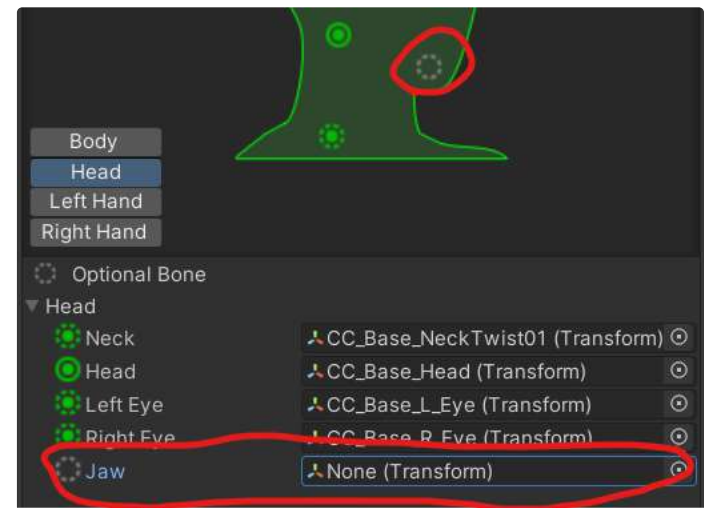 Body
Head
Left Hand
Right Hand
Optional Bone
Head
Neck CC_Base_NeckTwist01 (Transform)
Head CC_Base_Head (Transform)
Left Eye CC_Base_L_Eye (Transform)
Right Eye CC_Base_R_Eye (Transform)
Jaw None (Transform)